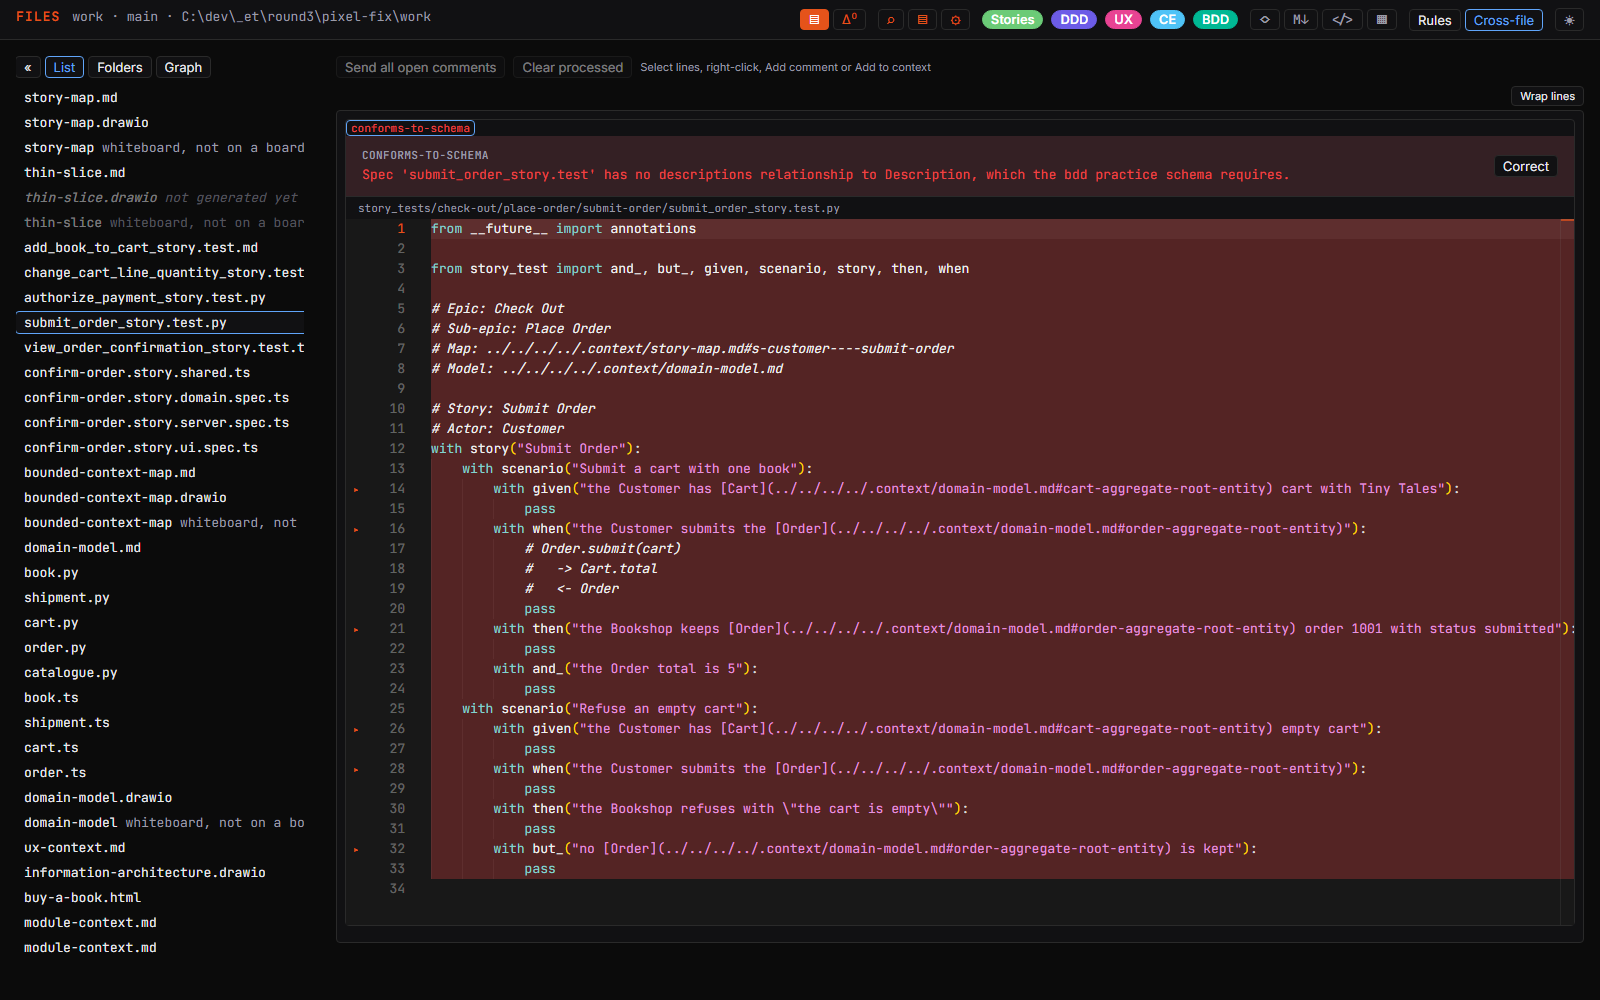 FILES work · main · C:\dev\_et\round3\pixel-fix\work
Stories DDD UX CE BDD M↓ </> Rules Cross-file
« List Folders Graph Send all open comments Clear processed Select lines, right-click, Add comment or Add to context
Wrap lines
story-map.md
story-map.drawio
story-map whiteboard, not on a board
thin-slice.md
thin-slice.drawio not generated yet
thin-slice whiteboard, not on a boar
add_book_to_cart_story.test.md
change_cart_line_quantity_story.test
authorize_payment_story.test.py
submit_order_story.test.py
view_order_confirmation_story.test.t
confirm-order.story.shared.ts
confirm-order.story.domain.spec.ts
confirm-order.story.server.spec.ts
confirm-order.story.ui.spec.ts
bounded-context-map.md
bounded-context-map.drawio
bounded-context-map whiteboard, not
domain-model.md
book.py
shipment.py
cart.py
order.py
catalogue.py
book.ts
shipment.ts
cart.ts
order.ts
domain-model.drawio
domain-model whiteboard, not on a bo
ux-context.md
information-architecture.drawio
buy-a-book.html
module-context.md
module-context.md
conforms-to-schema
CONFORMS-TO-SCHEMA
Spec 'submit_order_story.test' has no descriptions relationship to Description, which the bdd practice schema requires.
Correct
story_tests/check-out/place-order/submit-order/submit_order_story.test.py
1 from __future__ import annotations
2
3 from story_test import and_, but_, given, scenario, story, then, when
4
5 # Epic: Check Out
6 # Sub-epic: Place Order
7 # Map: ../../../../.context/story-map.md#s-customer----submit-order
8 # Model: ../../../../.context/domain-model.md
9
10 # Story: Submit Order
11 # Actor: Customer
12 with story("Submit Order"):
13 with scenario("Submit a cart with one book"):
14 with given("the Customer has [Cart](../../../../.context/domain-model.md#cart-aggregate-root-entity) cart with Tiny Tales"):
15 pass
16 with when("the Customer submits the [Order](../../../../.context/domain-model.md#order-aggregate-root-entity)"):
17 # Order.submit(cart)
18 #   -> Cart.total
19 #   <- Order
20 pass
21 with then("the Bookshop keeps [Order](../../../../.context/domain-model.md#order-aggregate-root-entity) order 1001 with status submitted"):
22 pass
23 with and_("the Order total is 5"):
24 pass
25 with scenario("Refuse an empty cart"):
26 with given("the Customer has [Cart](../../../../.context/domain-model.md#cart-aggregate-root-entity) empty cart"):
27 pass
28 with when("the Customer submits the [Order](../../../../.context/domain-model.md#order-aggregate-root-entity)"):
29 pass
30 with then("the Bookshop refuses with \"the cart is empty\""):
31 pass
32 with but_("no [Order](../../../../.context/domain-model.md#order-aggregate-root-entity) is kept"):
33 pass
34